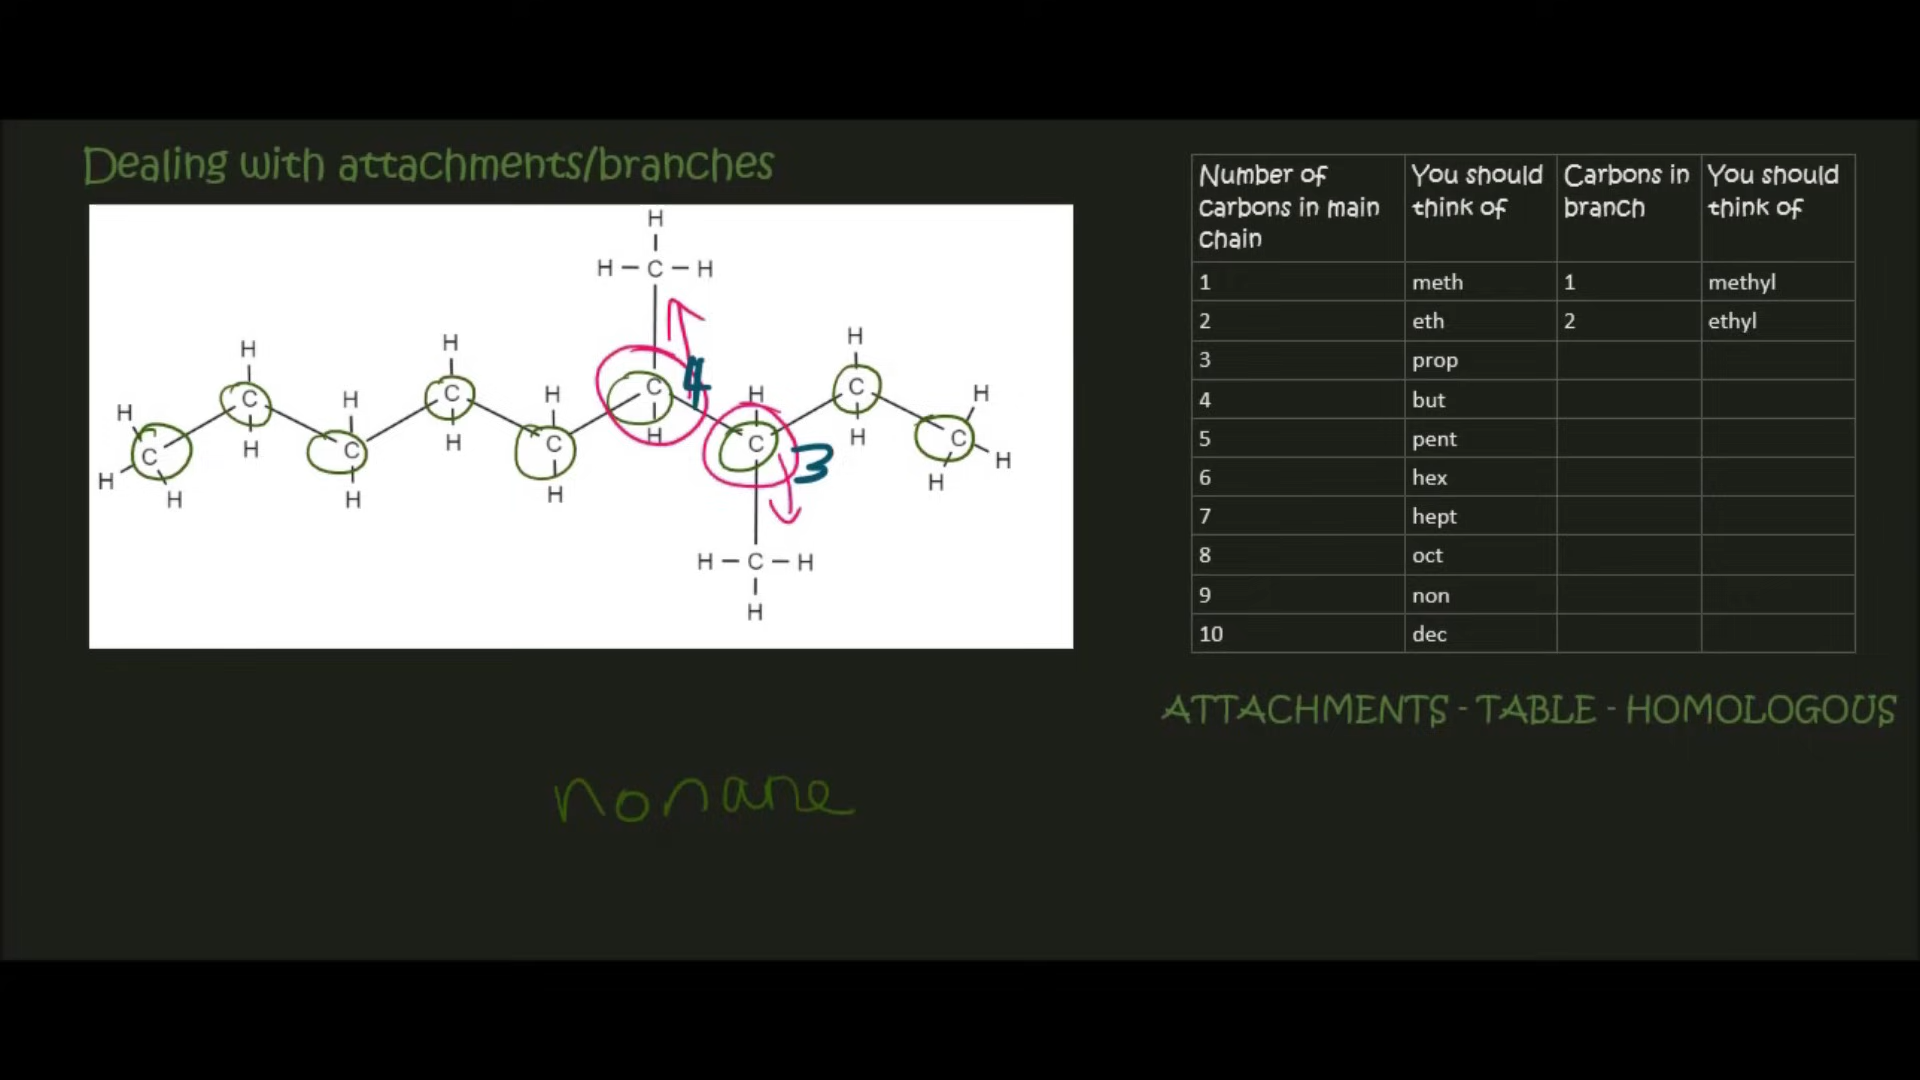 Dealing with attachments/branches
H
H – C – H
H H H H H
H C C C 4 H C H
C H C H C H C 3 H C H
H H H H H H
H – C – H
H
Number of carbons in main chain You should think of Carbons in branch You should think of
1 meth 1 methyl
2 eth 2 ethyl
3 prop
4 but
5 pent
6 hex
7 hept
8 oct
9 non
10 dec
ATTACHMENTS - TABLE - HOMOLOGOUS
nonane